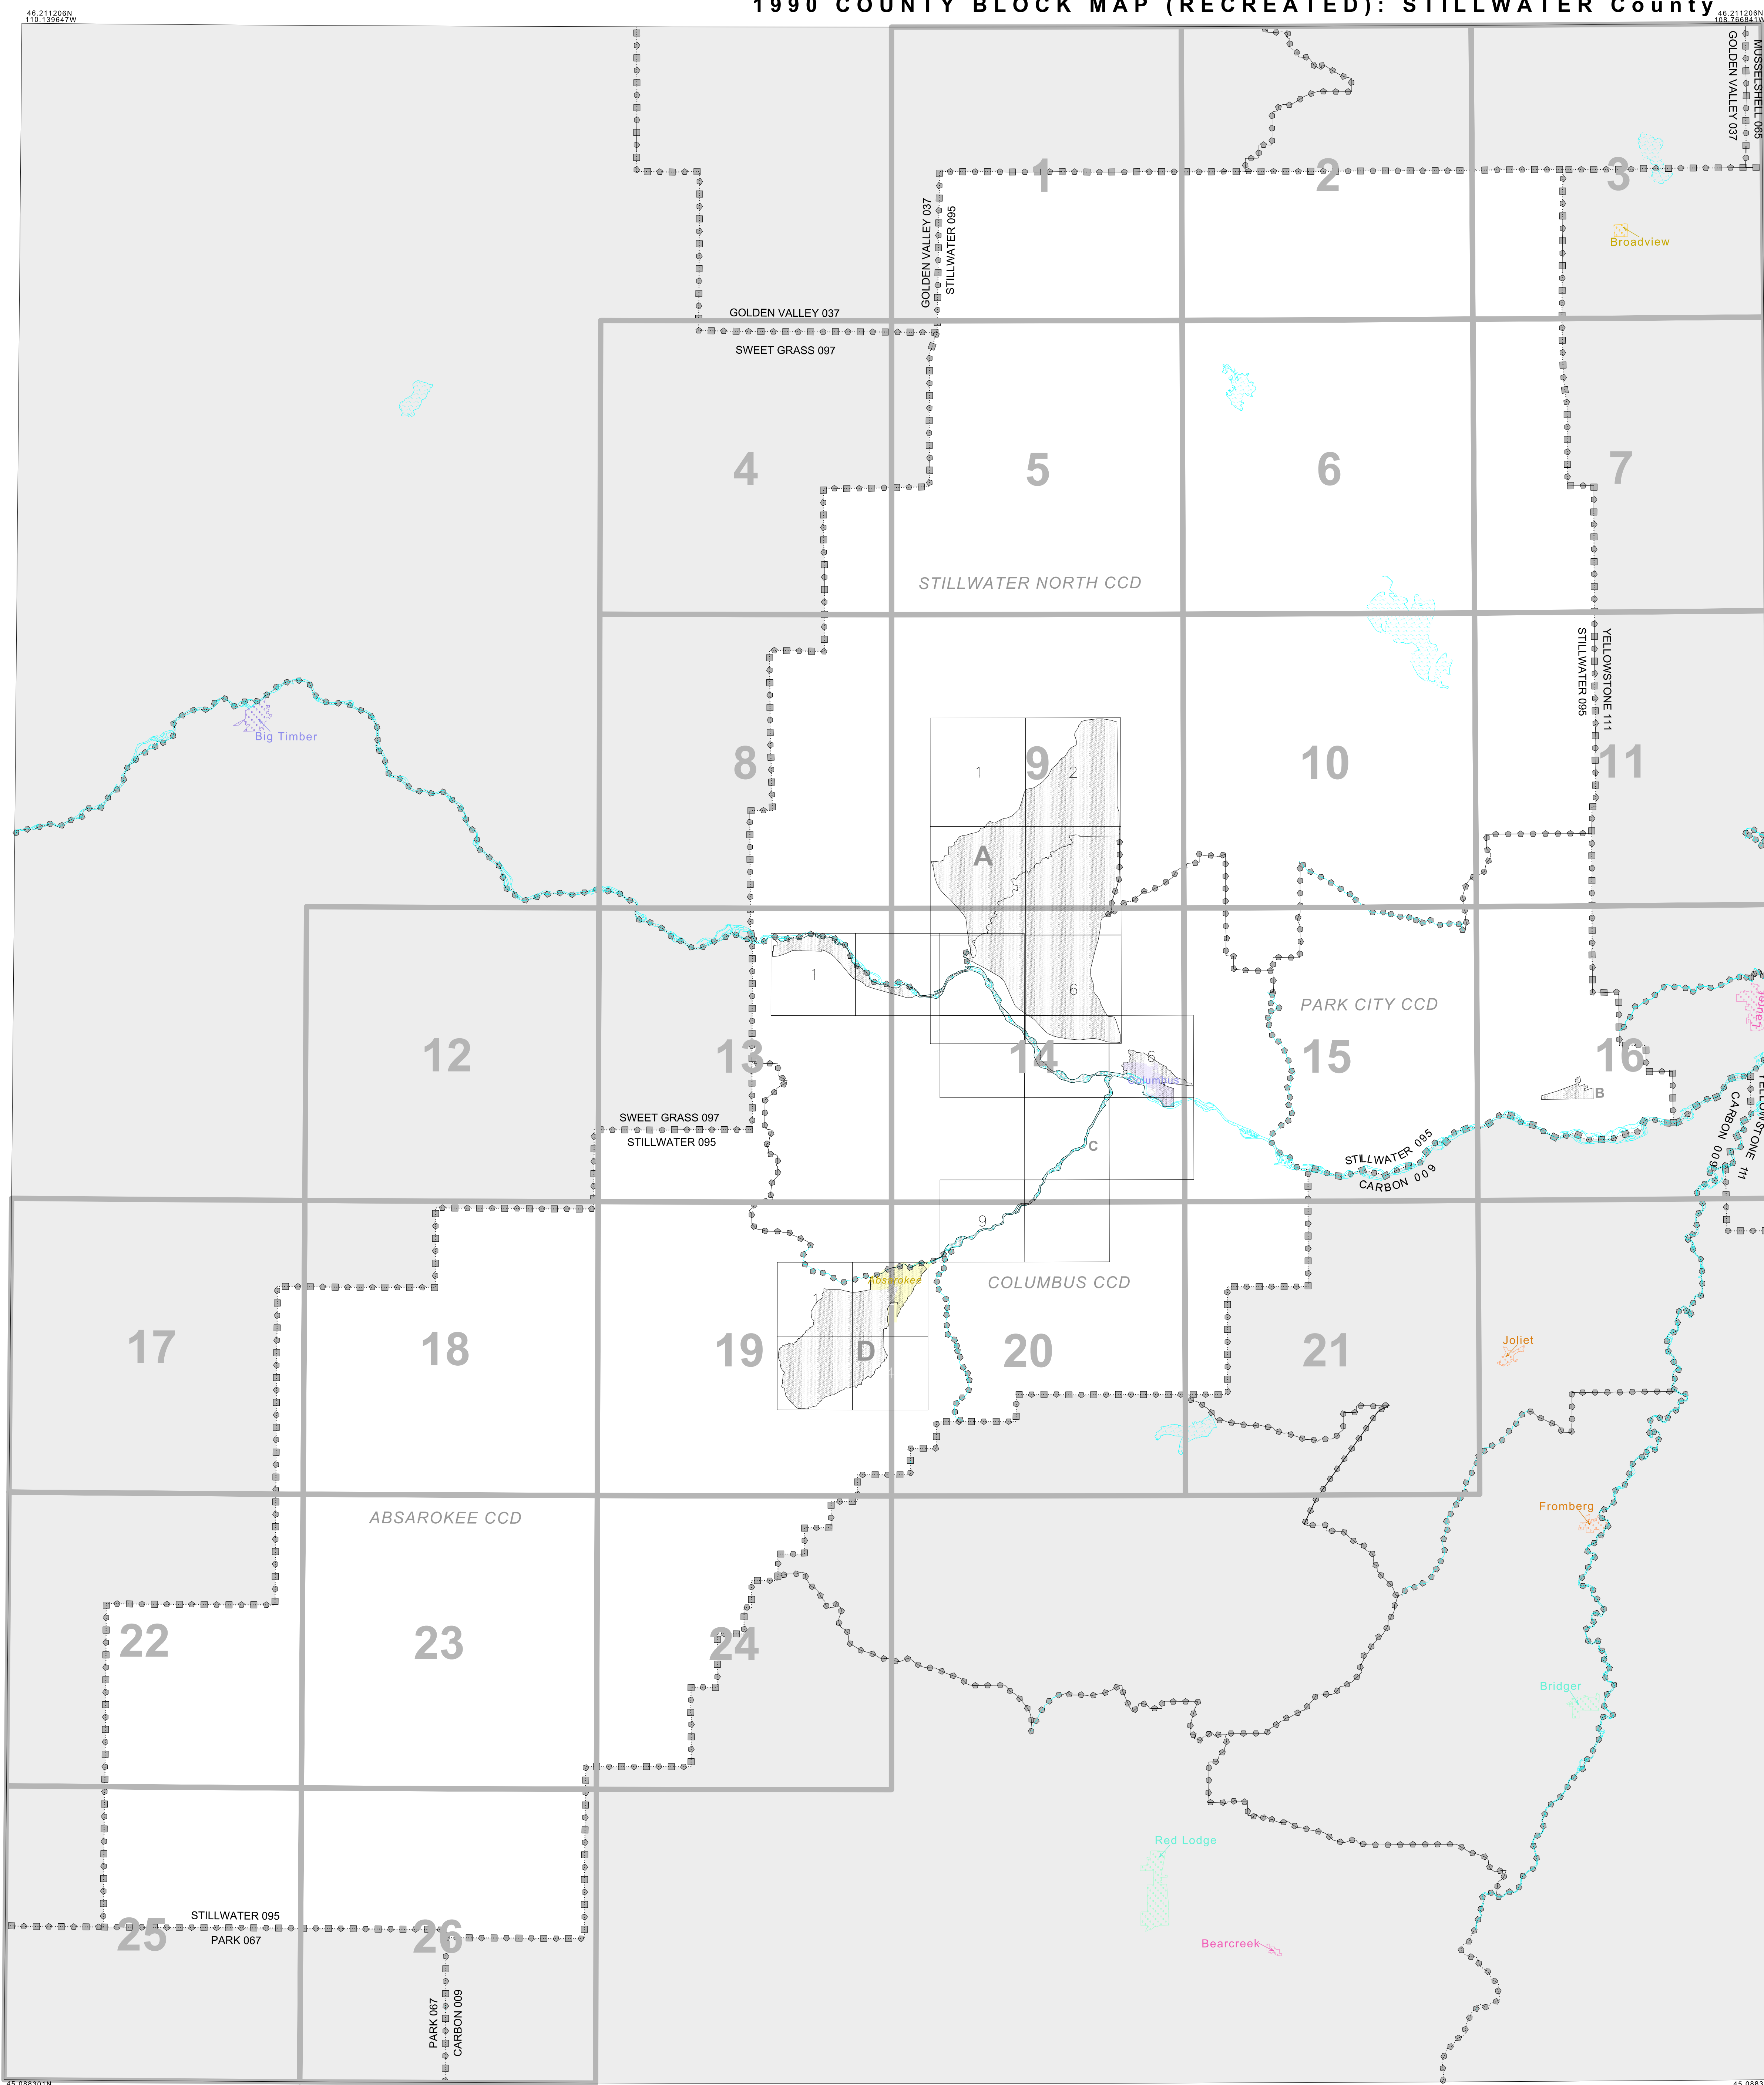 1990 COUNTY BLOCK MAP (RECREATED): STILLWATER County
46.211206N
110.139647W
46.211206N
108.766841W
GOLDEN VALLEY 037
MUSSELSHELL 065
1
2
3
GOLDEN VALLEY 037
STILLWATER 095
Broadview
GOLDEN VALLEY 037
SWEET GRASS 097
4
5
6
7
STILLWATER NORTH CCD
STILLWATER 095
YELLOWSTONE 111
Big Timber
8
9
10
11
1
2
A
1
6
PARK CITY CCD
12
13
14
15
16
6
Columbus
B
SWEET GRASS 097
STILLWATER 095
C
STILLWATER 095
CARBON 009
CARBON 009
YELLOWSTONE 111
Laurel
9
COLUMBUS CCD
1
Absarokee
17
18
19
D
20
21
Joliet
ABSAROKEE CCD
Fromberg
22
23
24
Bridger
Red Lodge
STILLWATER 095
PARK 067
25
26
Bearcreek
PARK 067
CARBON 009
45.088301N